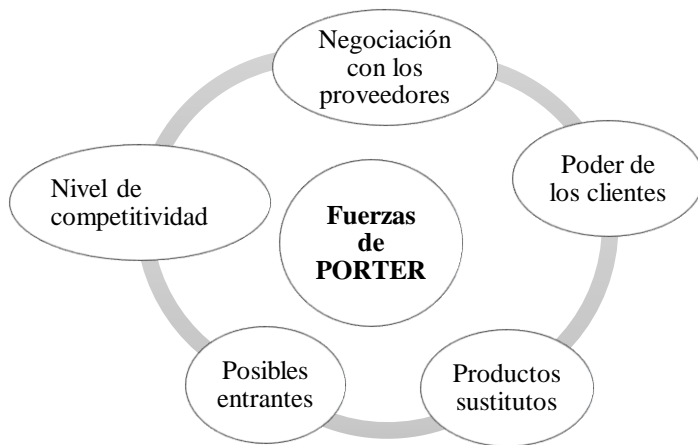 Negociación
con los
proveedores
Poder de
los clientes
Nivel de
competitividad
Fuerzas
de
PORTER
Posibles
entrantes
Productos
sustitutos